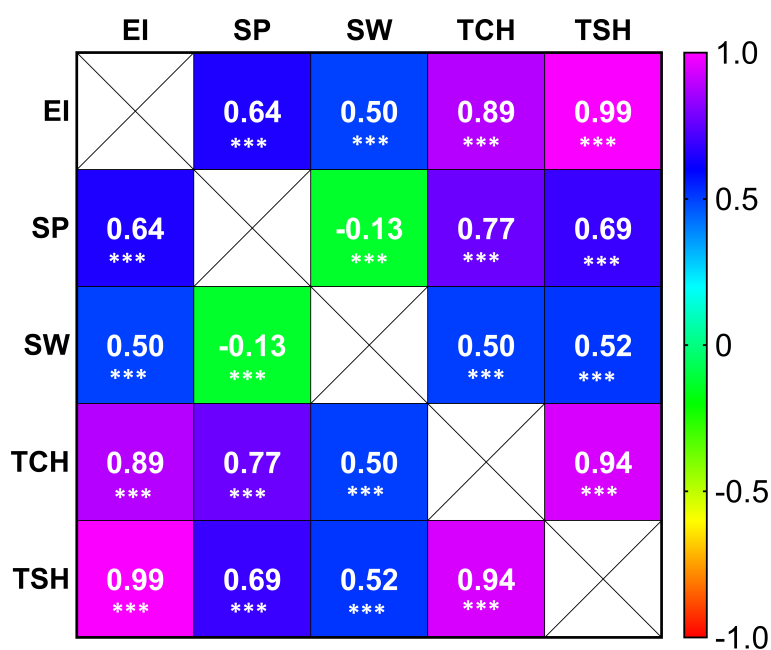 EI SP SW TCH TSH
1.0
EI 0.64 0.50 0.89 0.99
*** *** *** ***
0.5
SP 0.64 -0.13 0.77 0.69
*** *** *** ***
0
SW 0.50 -0.13 0.50 0.52
*** *** *** ***
TCH 0.89 0.77 0.50 0.94
*** *** *** ***
-0.5
TSH 0.99 0.69 0.52 0.94
*** *** *** ***
-1.0